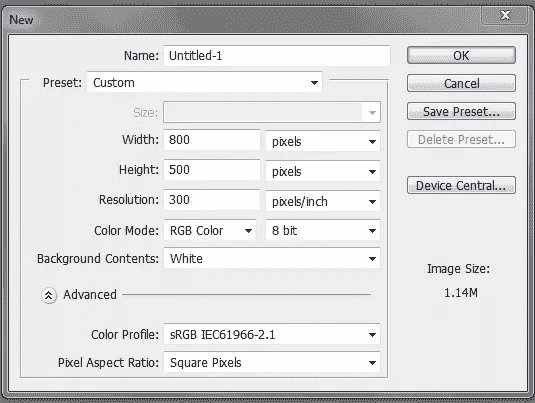 New
Name: Untitled-1
OK
Preset: Custom
Cancel
Size:
Save Preset...
Width: 800 pixels
Delete Preset...
Height: 500 pixels
Resolution: 300 pixels/inch
Device Central...
Color Mode: RGB Color 8 bit
Background Contents: White
Image Size:
1.14M
Advanced
Color Profile: sRGB IEC61966-2.1
Pixel Aspect Ratio: Square Pixels